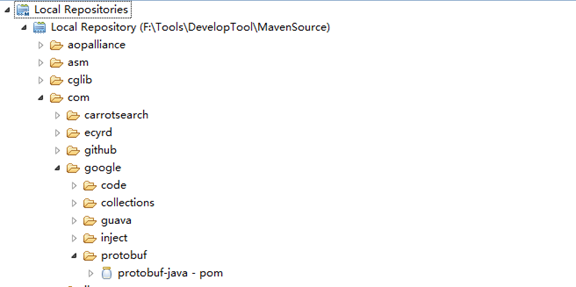 Local Repositories
Local Repository (F:\Tools\DevelopTool\MavenSource)
aopalliance
asm
cglib
com
carrotsearch
ecyrd
github
google
code
collections
guava
inject
protobuf
protobuf-java - pom